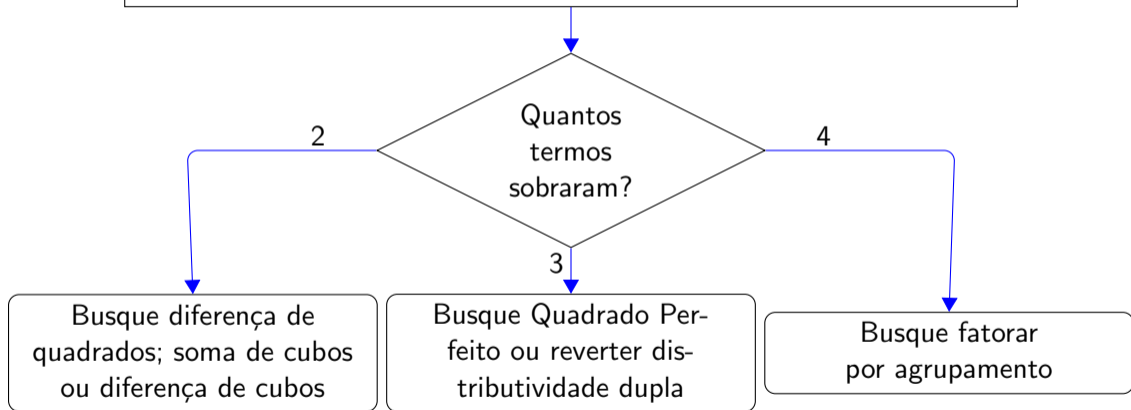 Quantos
termos
sobraram?
2
4
3
Busque diferença de
quadrados; soma de cubos
ou diferença de cubos
Busque Quadrado Per-
feito ou reverter dis-
tributividade dupla
Busque fatorar
por agrupamento